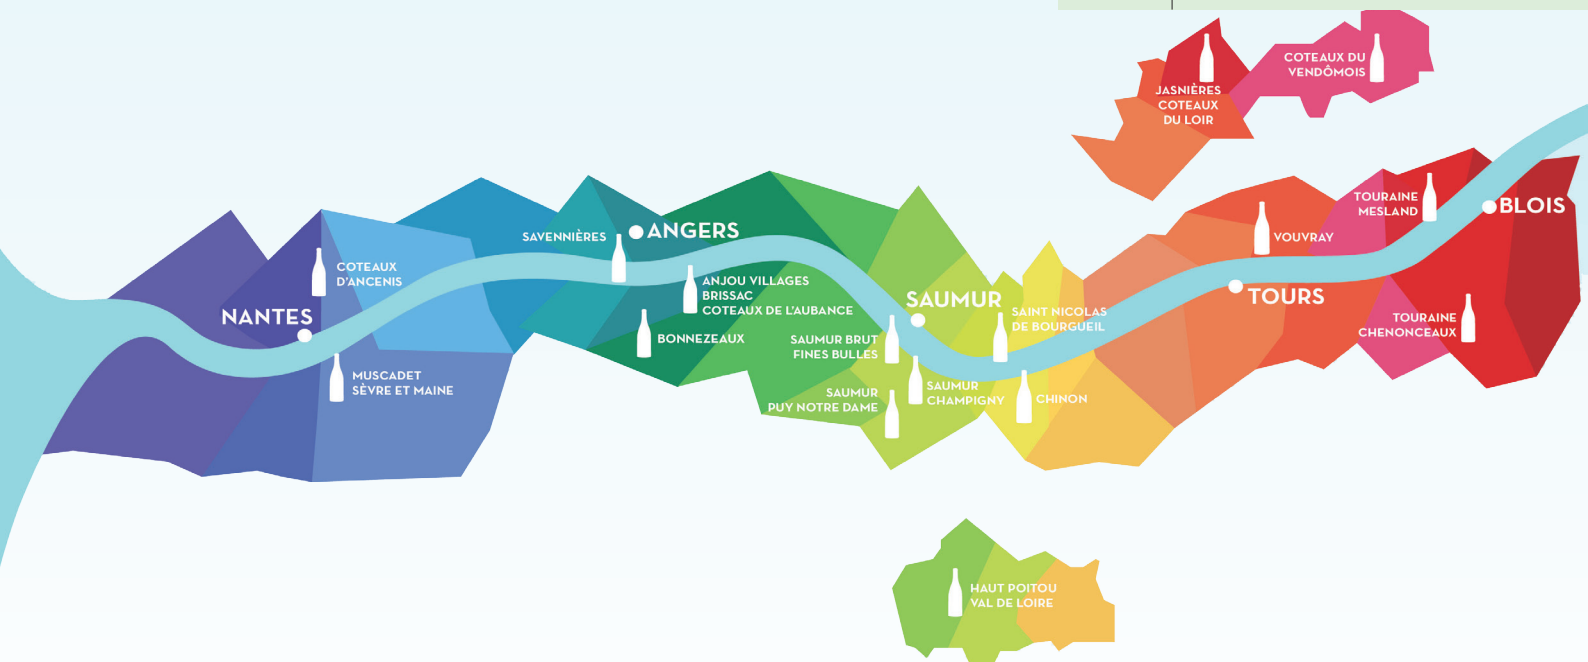 COTEAUX DU
VENDÔMOIS
JASNIÈRES
COTEAUX
DU LOIR
TOURAINE
MESLAND
BLOIS
VOUVRAY
TOURS
TOURAINE
CHENONCEAUX
SAVENNIÈRES
ANGERS
ANJOU VILLAGES
BRISSAC
COTEAUX DE L'AUBANCE
BONNEZEAUX
COTEAUX
D'ANCENIS
NANTES
MUSCADET
SÈVRE ET MAINE
SAUMUR
SAINT NICOLAS
DE BOURGUEIL
SAUMUR BRUT
FINES BULLES
SAUMUR
CHAMPIGNY
SAUMUR
PUY NOTRE DAME
CHINON
HAUT POITOU
VAL DE LOIRE